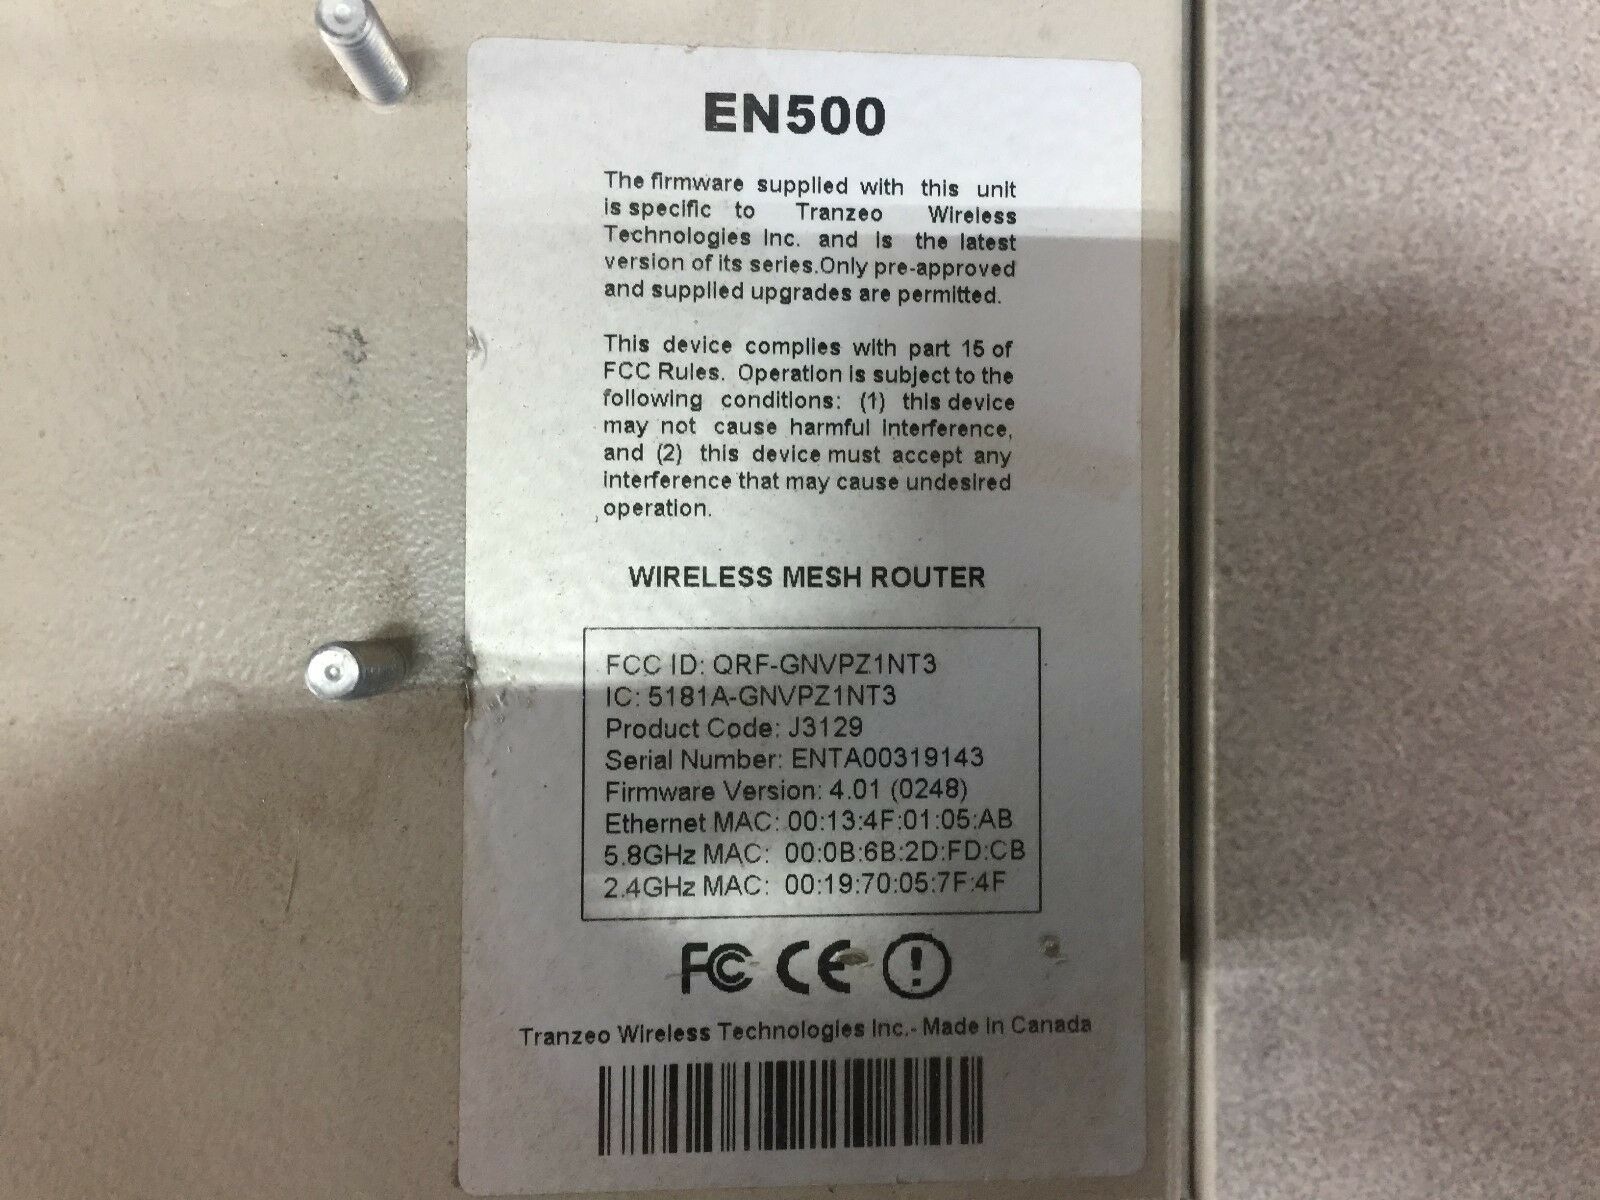 EN500
The firmware supplied with this unit
is specific to Tranzeo Wireless
Technologies Inc. and is the latest
version of its series.Only pre-approved
and supplied upgrades are permitted.
This device complies with part 15 of
FCC Rules. Operation is subject to the
following conditions: (1) this device
may not cause harmful interference,
and (2) this device must accept any
interference that may cause undesired
operation.
WIRELESS MESH ROUTER
FCC ID: QRF-GNVPZ1NT3
IC: 5181A-GNVPZ1NT3
Product Code: J3129
Serial Number: ENTA00319143
Firmware Version: 4.01 (0248)
Ethernet MAC: 00:13:4F:01:05:AB
5.8GHz MAC: 00:0B:6B:2D:FD:CB
2.4GHz MAC: 00:19:70:05:7F:4F
FC CE !
Tranzeo Wireless Technologies Inc.- Made in Canada